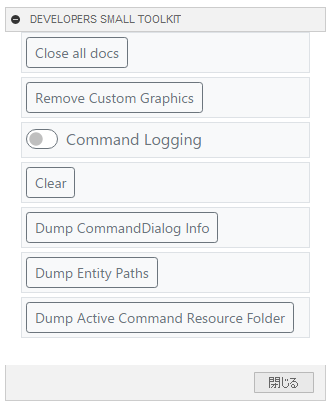 DEVELOPERS SMALL TOOLKIT
Close all docs
Remove Custom Graphics
Command Logging
Clear
Dump CommandDialog Info
Dump Entity Paths
Dump Active Command Resource Folder
閉じる